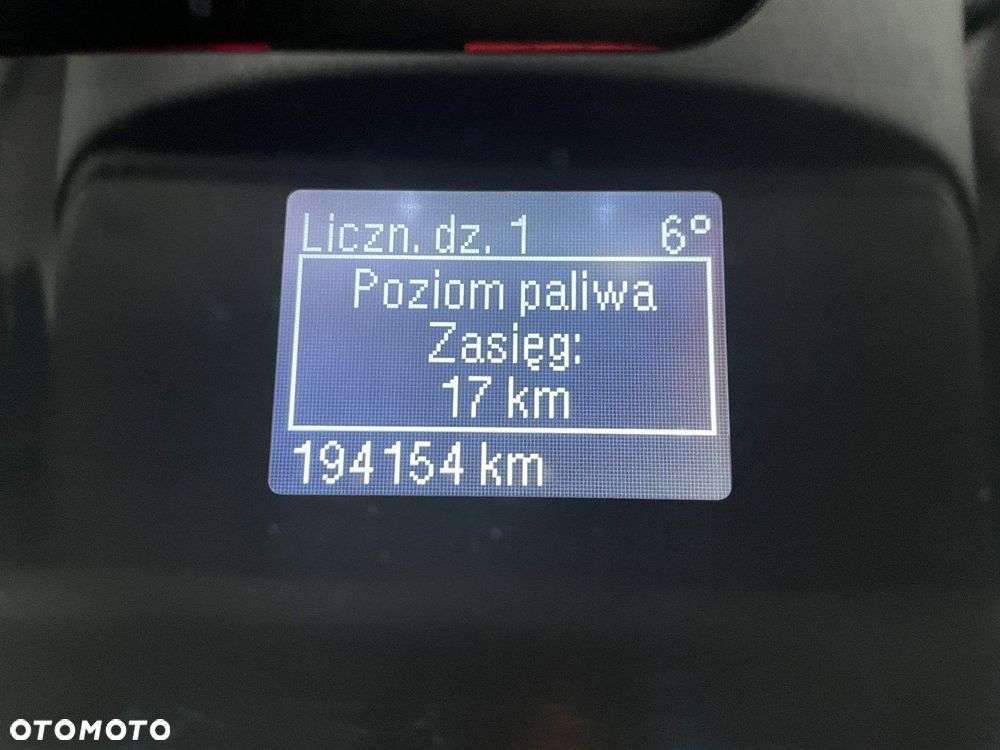 Liczn. dz. 1 6°
Poziom paliwa
Zasięg:
17 km
194154 km
OTOMOTO